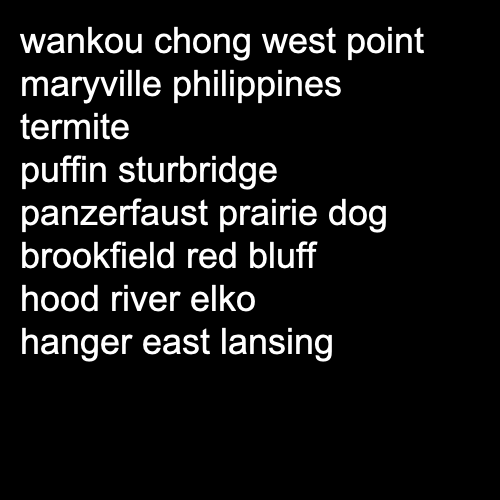 wankou chong west point
maryville philippines
termite
puffin sturbridge
panzerfaust prairie dog
brookfield red bluff
hood river elko
hanger east lansing